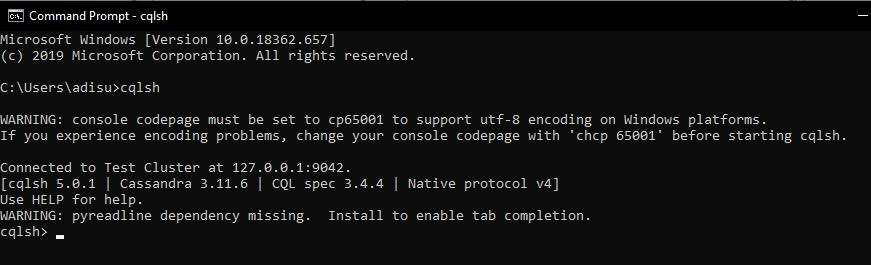 Command Prompt - cqlsh
Microsoft Windows [Version 10.0.18362.657]
(c) 2019 Microsoft Corporation. All rights reserved.
C:\Users\adisu>cqlsh
WARNING: console codepage must be set to cp65001 to support utf-8 encoding on Windows platforms.
If you experience encoding problems, change your console codepage with 'chcp 65001' before starting cqlsh.
Connected to Test Cluster at 127.0.0.1:9042.
[cqlsh 5.0.1 | Cassandra 3.11.6 | CQL spec 3.4.4 | Native protocol v4]
Use HELP for help.
WARNING: pyreadline dependency missing.  Install to enable tab completion.
cqlsh>